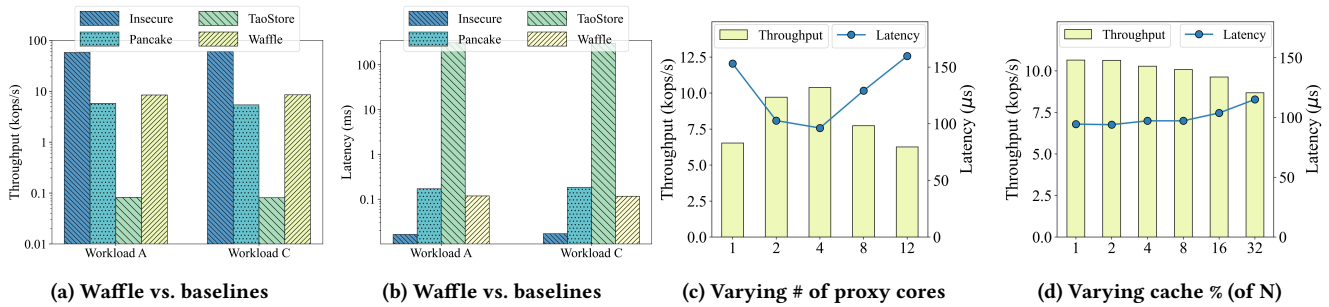 Insecure
Pancake
TaoStore
Waffle
Throughput (kops/s)
100
10
1
0.1
0.01
Workload A
Workload C
(a) Waffle vs. baselines
Insecure
Pancake
TaoStore
Waffle
Latency (ms)
100
10
1
0.1
Workload A
Workload C
(b) Waffle vs. baselines
Throughput
Latency
Throughput (kops/s)
12.5
10.0
7.5
5.0
2.5
0.0
150
100
50
0
Latency (μs)
1 2 4 8 12
(c) Varying # of proxy cores
Throughput
Latency
Throughput (kops/s)
10.0
7.5
5.0
2.5
0.0
150
100
50
0
Latency (μs)
1 2 4 8 16 32
(d) Varying cache % (of N)